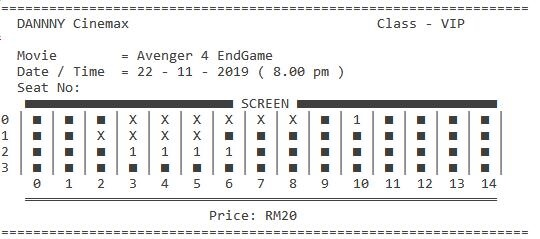 DANNNY Cinemax Class - VIP
Movie = Avenger 4 EndGame
Date / Time = 22 - 11 - 2019 ( 8.00 pm )
Seat No:
SCREEN
0 | ■ | ■ | ■ | X | X | X | X | X | X | ■ | 1 | ■ | ■ | ■ | ■
1 | ■ | ■ | X | X | X | X | ■ | ■ | ■ | ■ | ■ | ■ | ■ | ■ | ■
2 | ■ | ■ | ■ | 1 | 1 | 1 | 1 | ■ | ■ | ■ | ■ | ■ | ■ | ■ | ■
3 | ■ | ■ | ■ | ■ | ■ | ■ | ■ | ■ | ■ | ■ | ■ | ■ | ■ | ■ | ■
0 1 2 3 4 5 6 7 8 9 10 11 12 13 14
Price: RM20